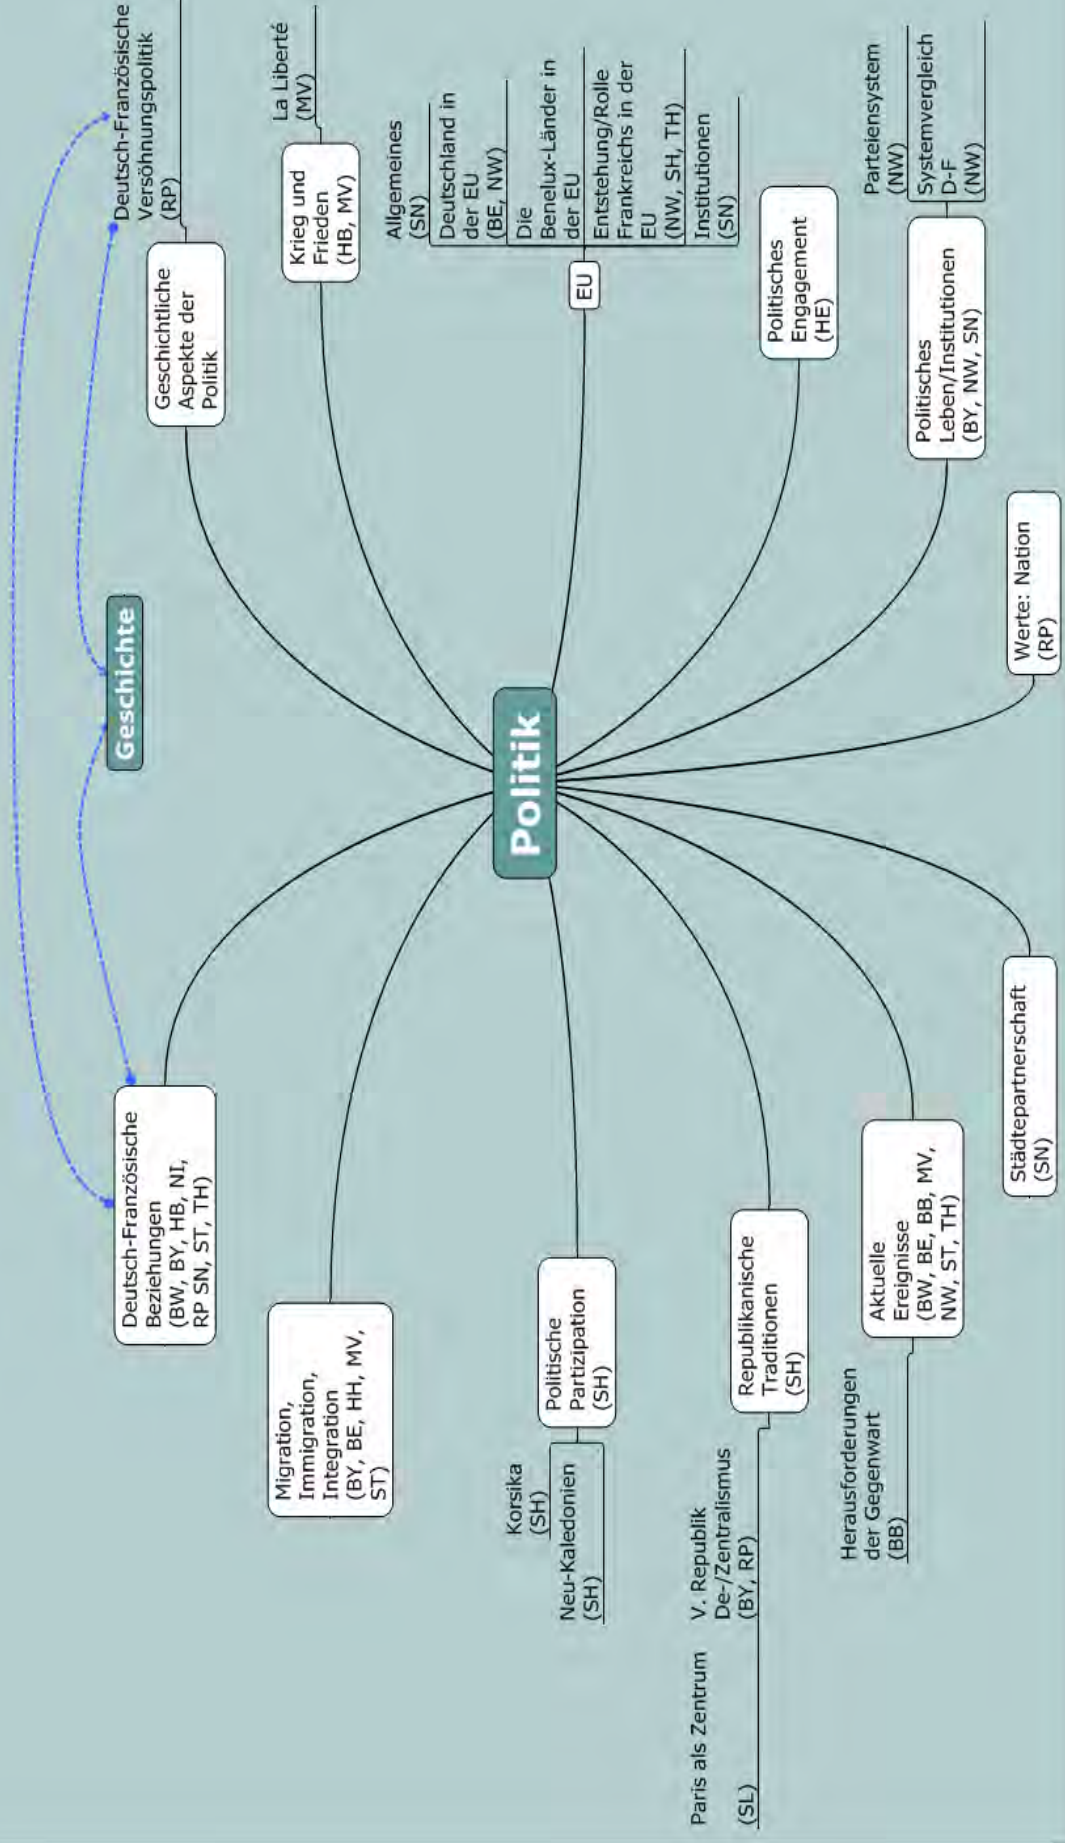 Geschichte
Politik
Deutsch-Französische
Beziehungen
(BW, BY, HB, NI,
RP SN, ST, TH)
Migration,
Immigration,
Integration
(BY, BE, HH, MV,
ST)
Politische
Partizipation
(SH)
Korsika
(SH)
Neu-Kaledonien
(SH)
Republikanische
Traditionen
(SH)
V. Republik
De-/Zentralismus
(BY, RP)
Paris als Zentrum
(SL)
Aktuelle
Ereignisse
(BW, BE, BB, MV,
NW, ST, TH)
Herausforderungen
der Gegenwart
(BB)
Städtepartnerschaft
(SN)
Geschichtliche
Aspekte der
Politik
Deutsch-Französische
Versöhnungspolitik
(RP)
Krieg und
Frieden
(HB, MV)
La Liberté
(MV)
EU
Allgemeines
(SN)
Deutschland in
der EU
(BE, NW)
Die
Benelux-Länder in
der EU
Entstehung/Rolle
Frankreichs in der
EU
(NW, SH, TH)
Institutionen
(SN)
Politisches
Engagement
(HE)
Politisches
Leben/Institutionen
(BY, NW, SN)
Parteiensystem
(NW)
Systemvergleich
D-F
(NW)
Werte: Nation
(RP)